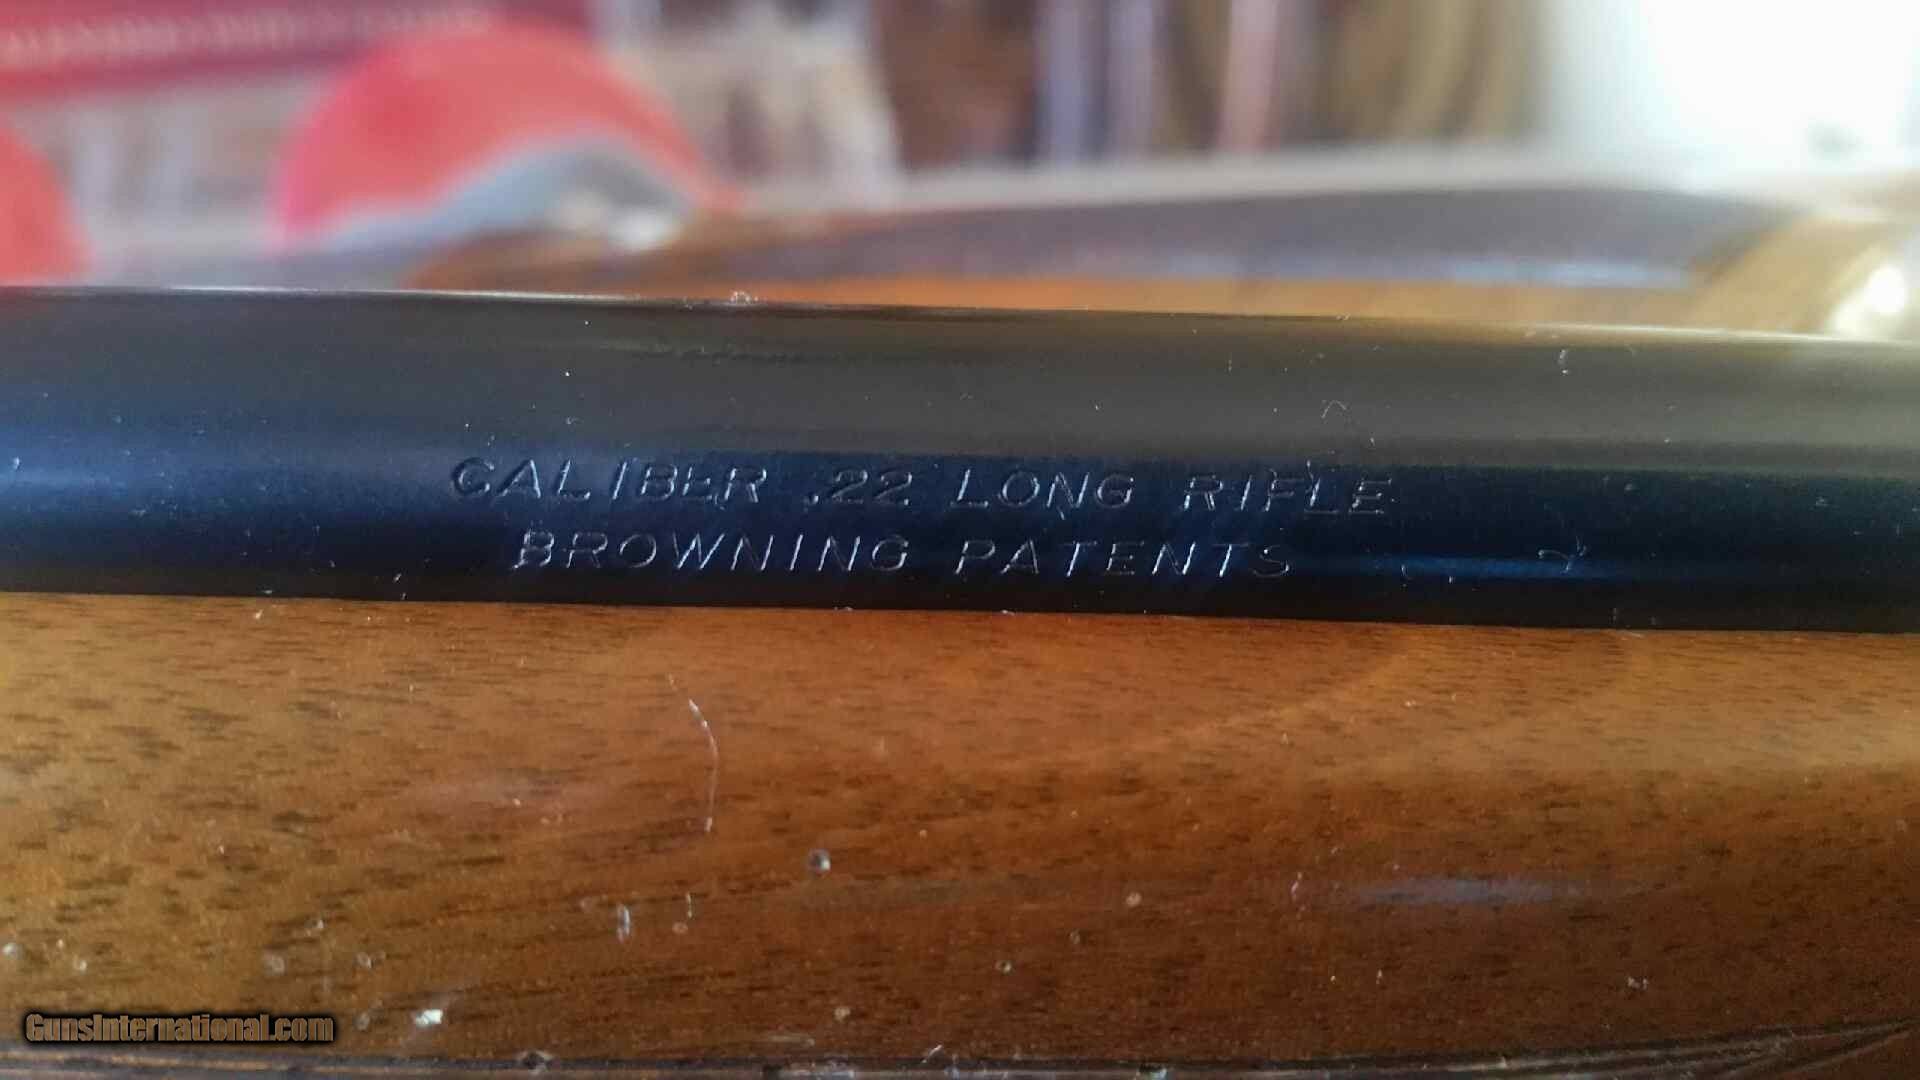 CALIBER .22 LONG RIFLE
BROWNING PATENTS
GunsInternational.com